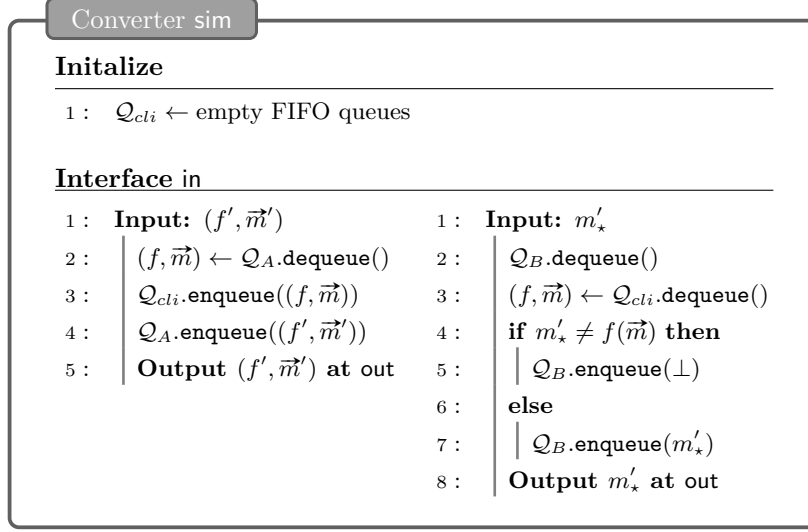 Converter sim
Initalize
1 : 𝒬_cli ← empty FIFO queues
Interface in
1 : Input: (f′, m⃗′)
2 : (f, m⃗) ← 𝒬_A.dequeue()
3 : 𝒬_cli.enqueue((f, m⃗))
4 : 𝒬_A.enqueue((f′, m⃗′))
5 : Output (f′, m⃗′) at out
1 : Input: m′_⋆
2 : 𝒬_B.dequeue()
3 : (f, m⃗) ← 𝒬_cli.dequeue()
4 : if m′_⋆ ≠ f(m⃗) then
5 : 𝒬_B.enqueue(⊥)
6 : else
7 : 𝒬_B.enqueue(m′_⋆)
8 : Output m′_⋆ at out